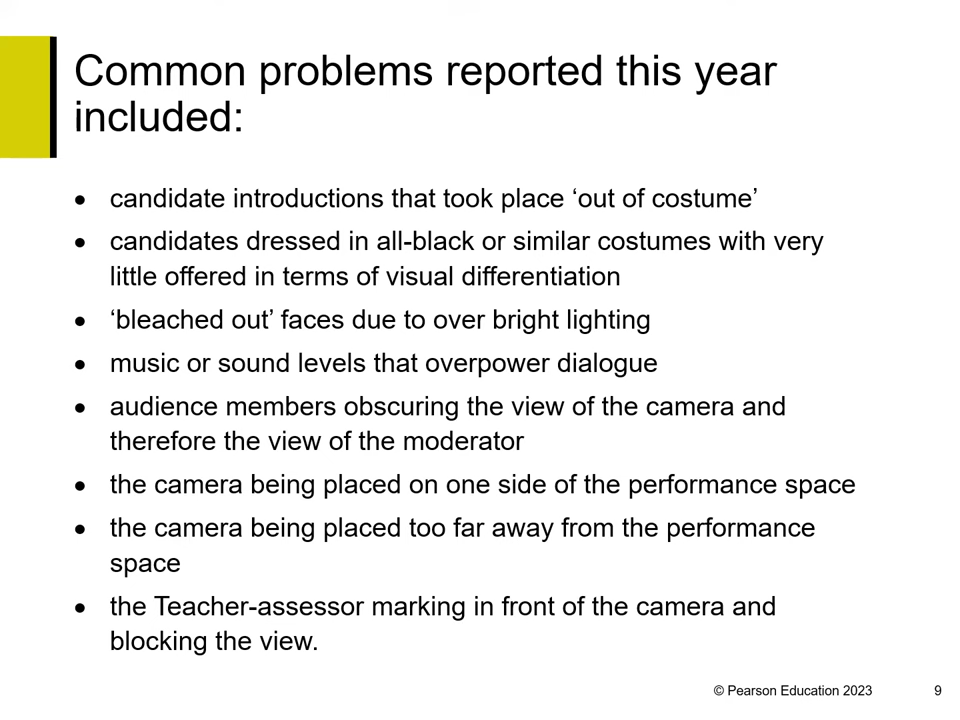 Common problems reported this year
included:
• candidate introductions that took place ‘out of costume’
• candidates dressed in all-black or similar costumes with very
little offered in terms of visual differentiation
• ‘bleached out’ faces due to over bright lighting
• music or sound levels that overpower dialogue
• audience members obscuring the view of the camera and
therefore the view of the moderator
• the camera being placed on one side of the performance space
• the camera being placed too far away from the performance
space
• the Teacher-assessor marking in front of the camera and
blocking the view.
© Pearson Education 2023 9